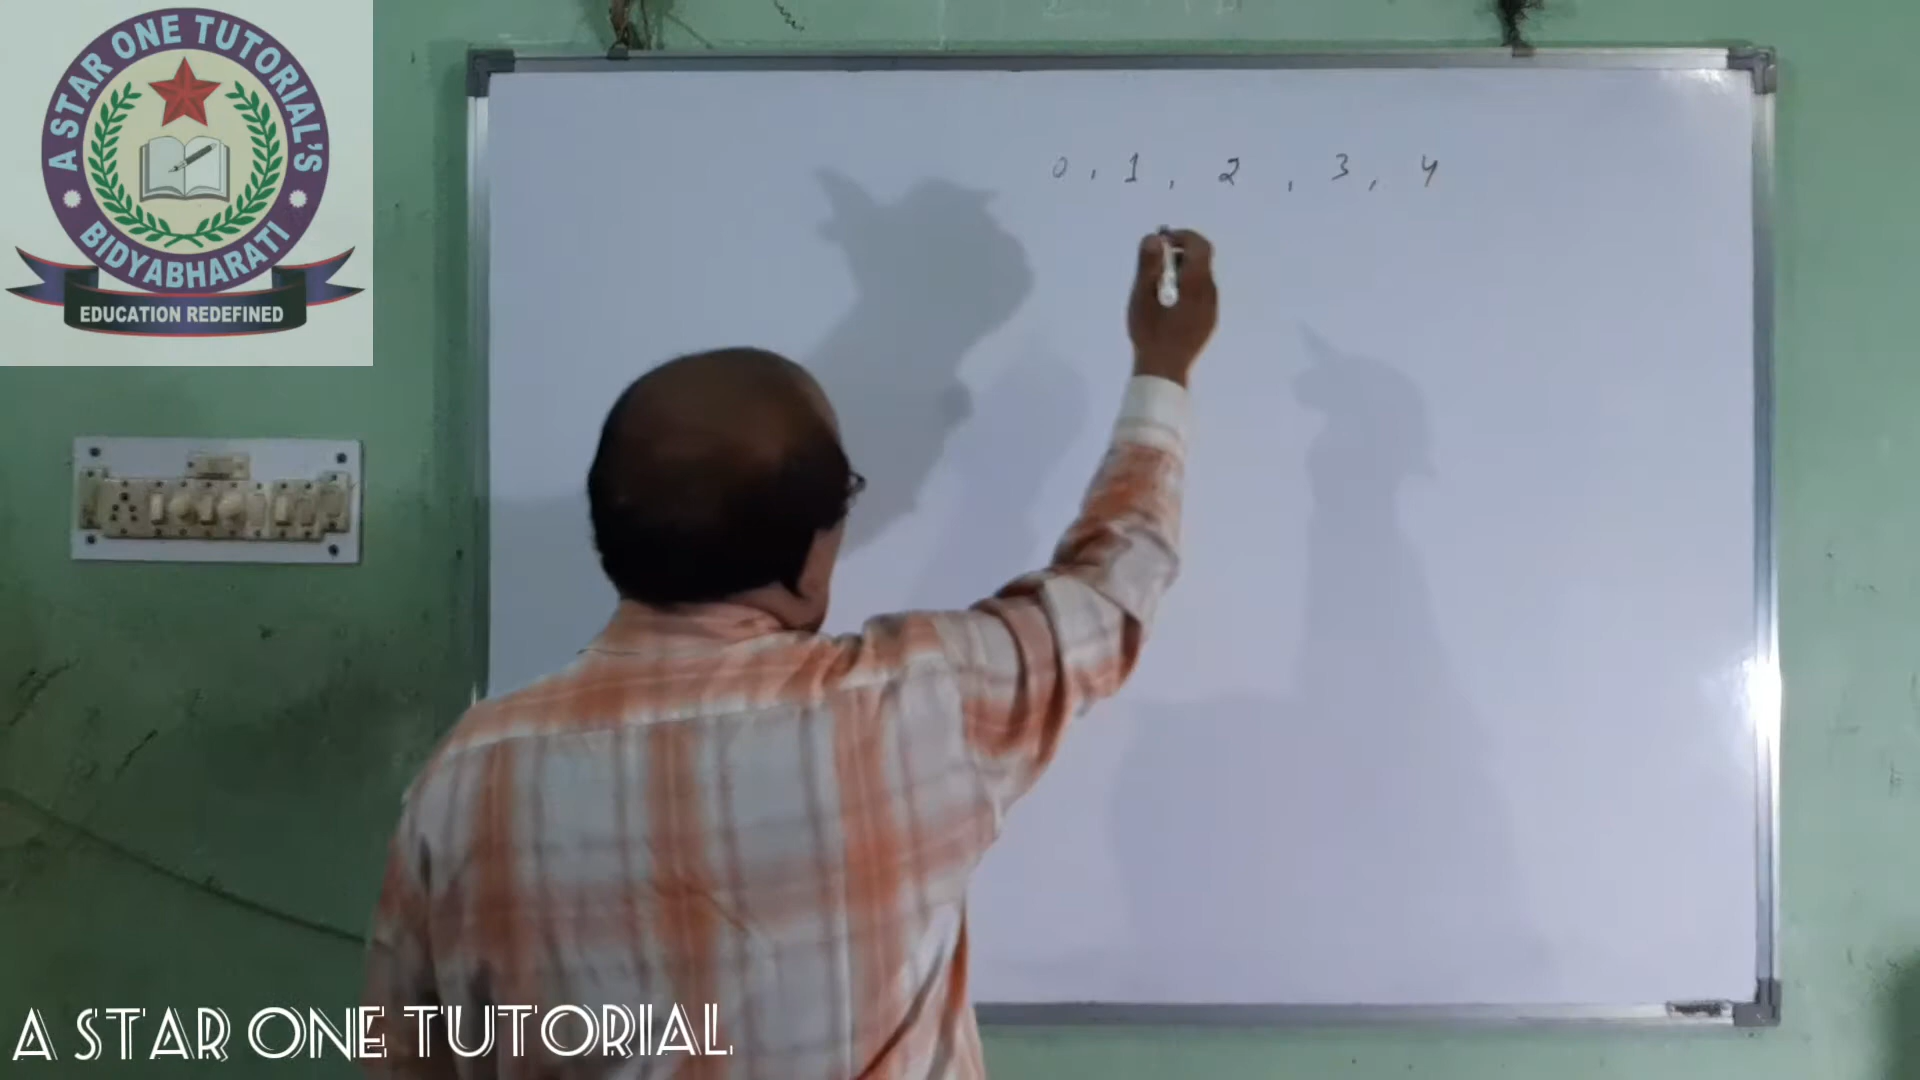 A STAR ONE TUTORIAL'S
BIDYABHARATI
EDUCATION REDEFINED
0, 1, 2, 3, 4
A STAR ONE TUTORIAL